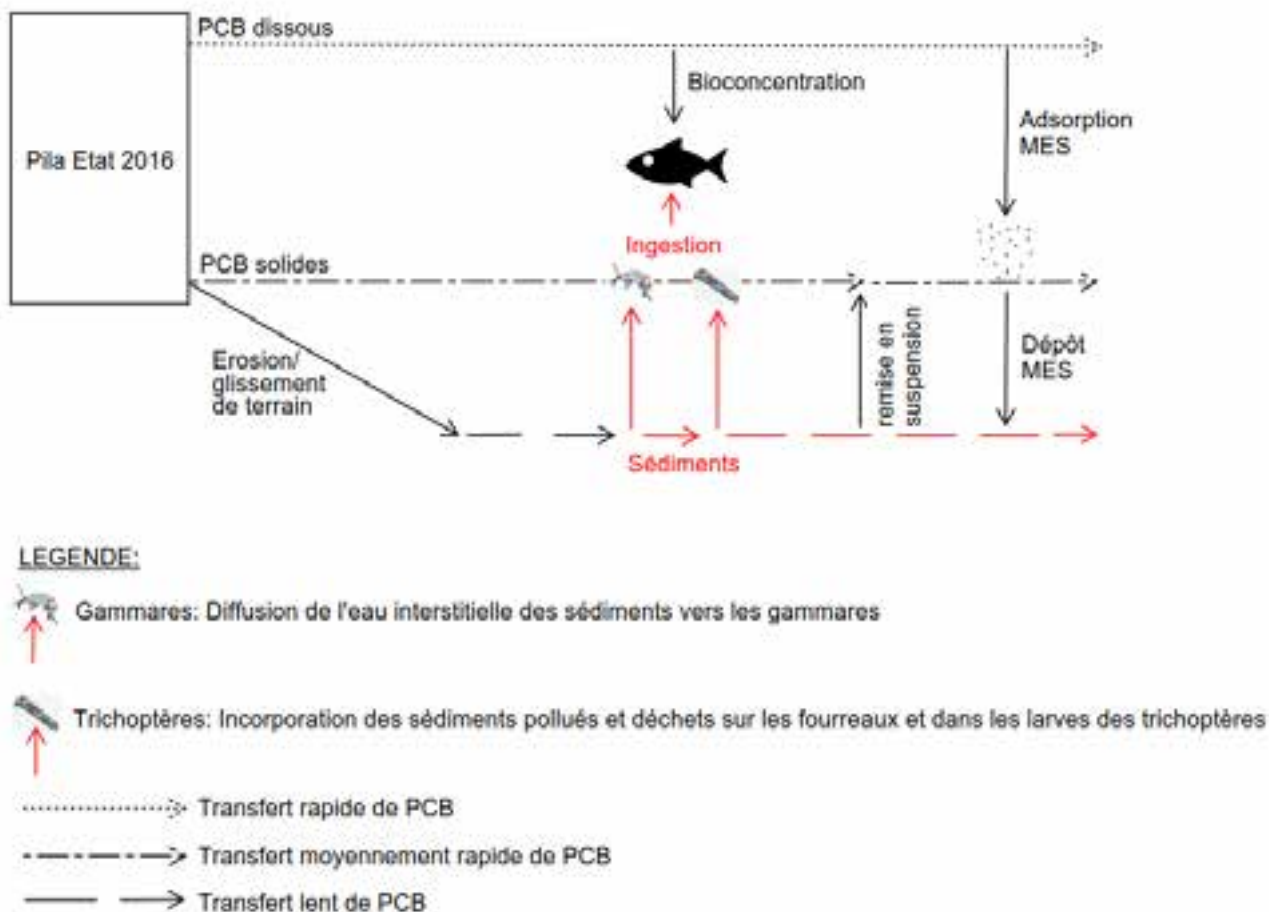 PCB dissous
Bioconcentration
Adsorption
MES
Pila Etat 2016
Ingestion
PCB solides
Erosion/
glissement
de terrain
remise en
suspension
Dépôt
MES
Sédiments
LEGENDE:
Gammares: Diffusion de l'eau interstitielle des sédiments vers les gammares
Trichoptères: Incorporation des sédiments pollués et déchets sur les fourreaux et dans les larves des trichoptères
Transfert rapide de PCB
Transfert moyennement rapide de PCB
Transfert lent de PCB